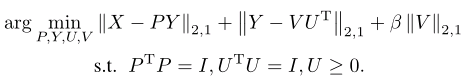 arg min_{P,Y,U,V} ‖X − PY‖_{2,1} + ‖Y − VU^T‖_{2,1} + β ‖V‖_{2,1}
s.t. P^T P = I, U^T U = I, U ≥ 0.